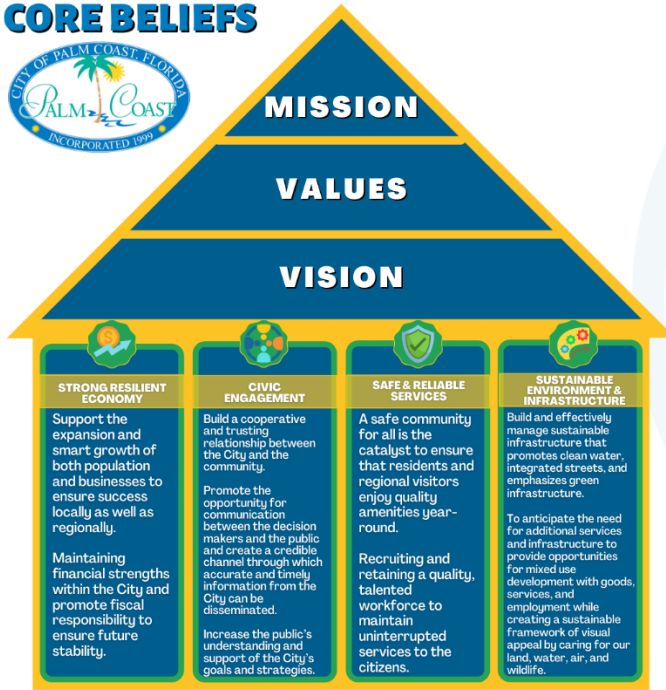 CORE BELIEFS
CITY OF PALM COAST, FLORIDA
PALM COAST
INCORPORATED 1999
MISSION
VALUES
VISION
STRONG RESILIENT
ECONOMY
Support the
expansion and
smart growth of
both population
and businesses to
ensure success
locally as well as
regionally.
Maintaining
financial strengths
within the City and
promote fiscal
responsibility to
ensure future
stability.
CIVIC
ENGAGEMENT
Build a cooperative
and trusting
relationship between
the City and the
community.
Promote the
opportunity for
communication
between the decision
makers and the public
and create a credible
channel through which
accurate and timely
information from the
City can be
disseminated.
Increase the public's
understanding and
support of the City's
goals and strategies.
SAFE & RELIABLE
SERVICES
A safe community
for all is the
catalyst to ensure
that residents and
regional visitors
enjoy quality
amenities year-
round.
Recruiting and
retaining a quality,
talented
workforce to
maintain
uninterrupted
services to the
citizens.
SUSTAINABLE
ENVIRONMENT &
INFRASTRUCTURE
Build and effectively
manage sustainable
infrastructure that
promotes clean water,
integrated streets, and
emphasizes green
infrastructure.
To anticipate the need
for additional services
and infrastructure to
provide opportunities
for mixed use
development with goods,
services, and
employment while
creating a sustainable
framework of visual
appeal by caring for our
land, water, air, and
wildlife.